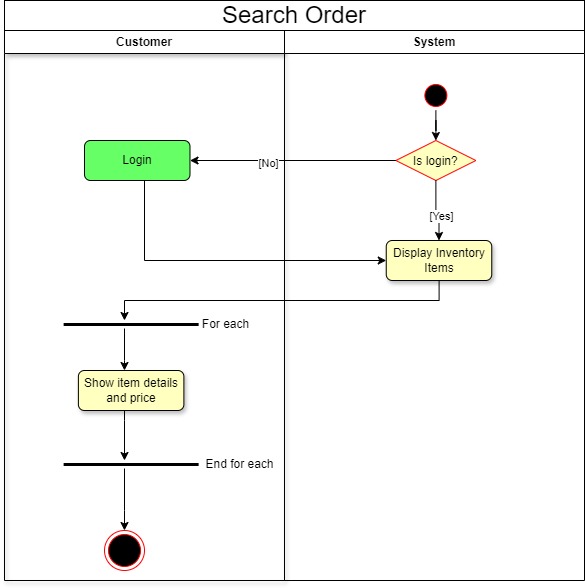 Search Order
Customer
System
Login
[No]
Is login?
[Yes]
Display Inventory
Items
For each
Show item details
and price
End for each